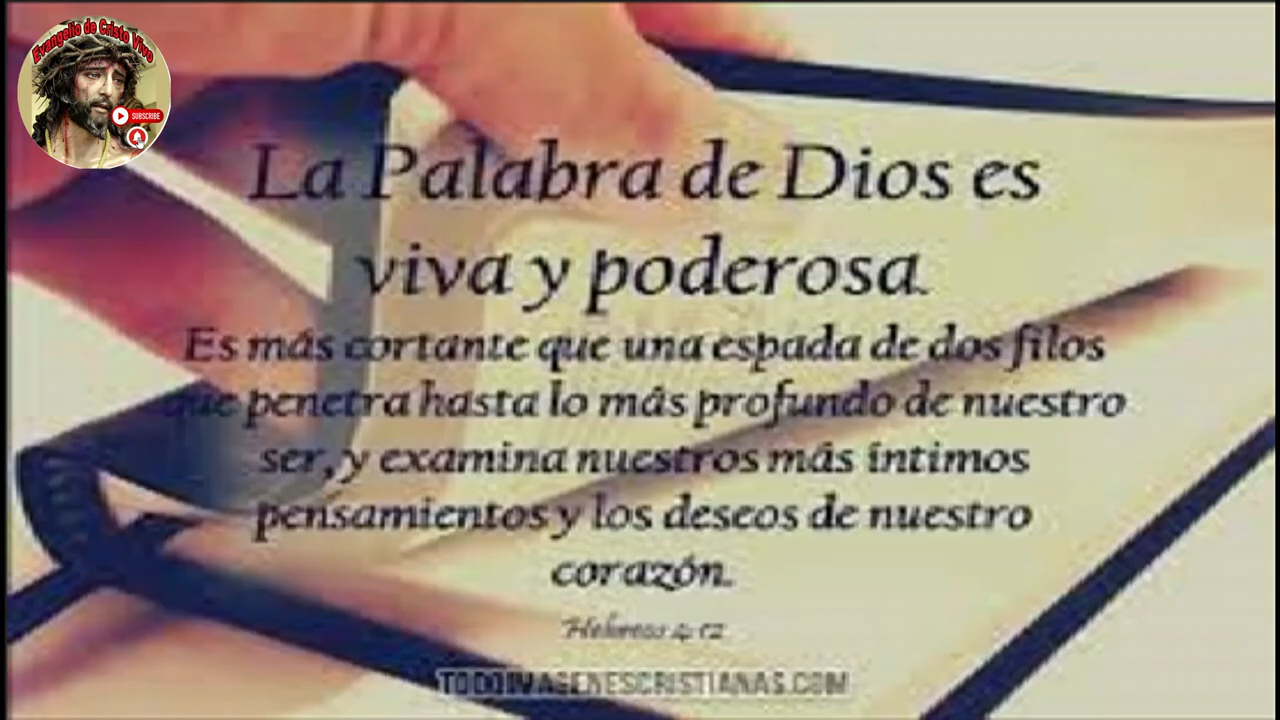 Evangelio de Cristo Vivo
SUBSCRIBE
La Palabra de Dios es
viva y poderosa.
Es más cortante que una espada de dos filos
que penetra hasta lo más profundo de nuestro
ser, y examina nuestros más íntimos
pensamientos y los deseos de nuestro
corazón.
Hebreos 4:12
TODOIMAGENESCRISTIANAS.COM